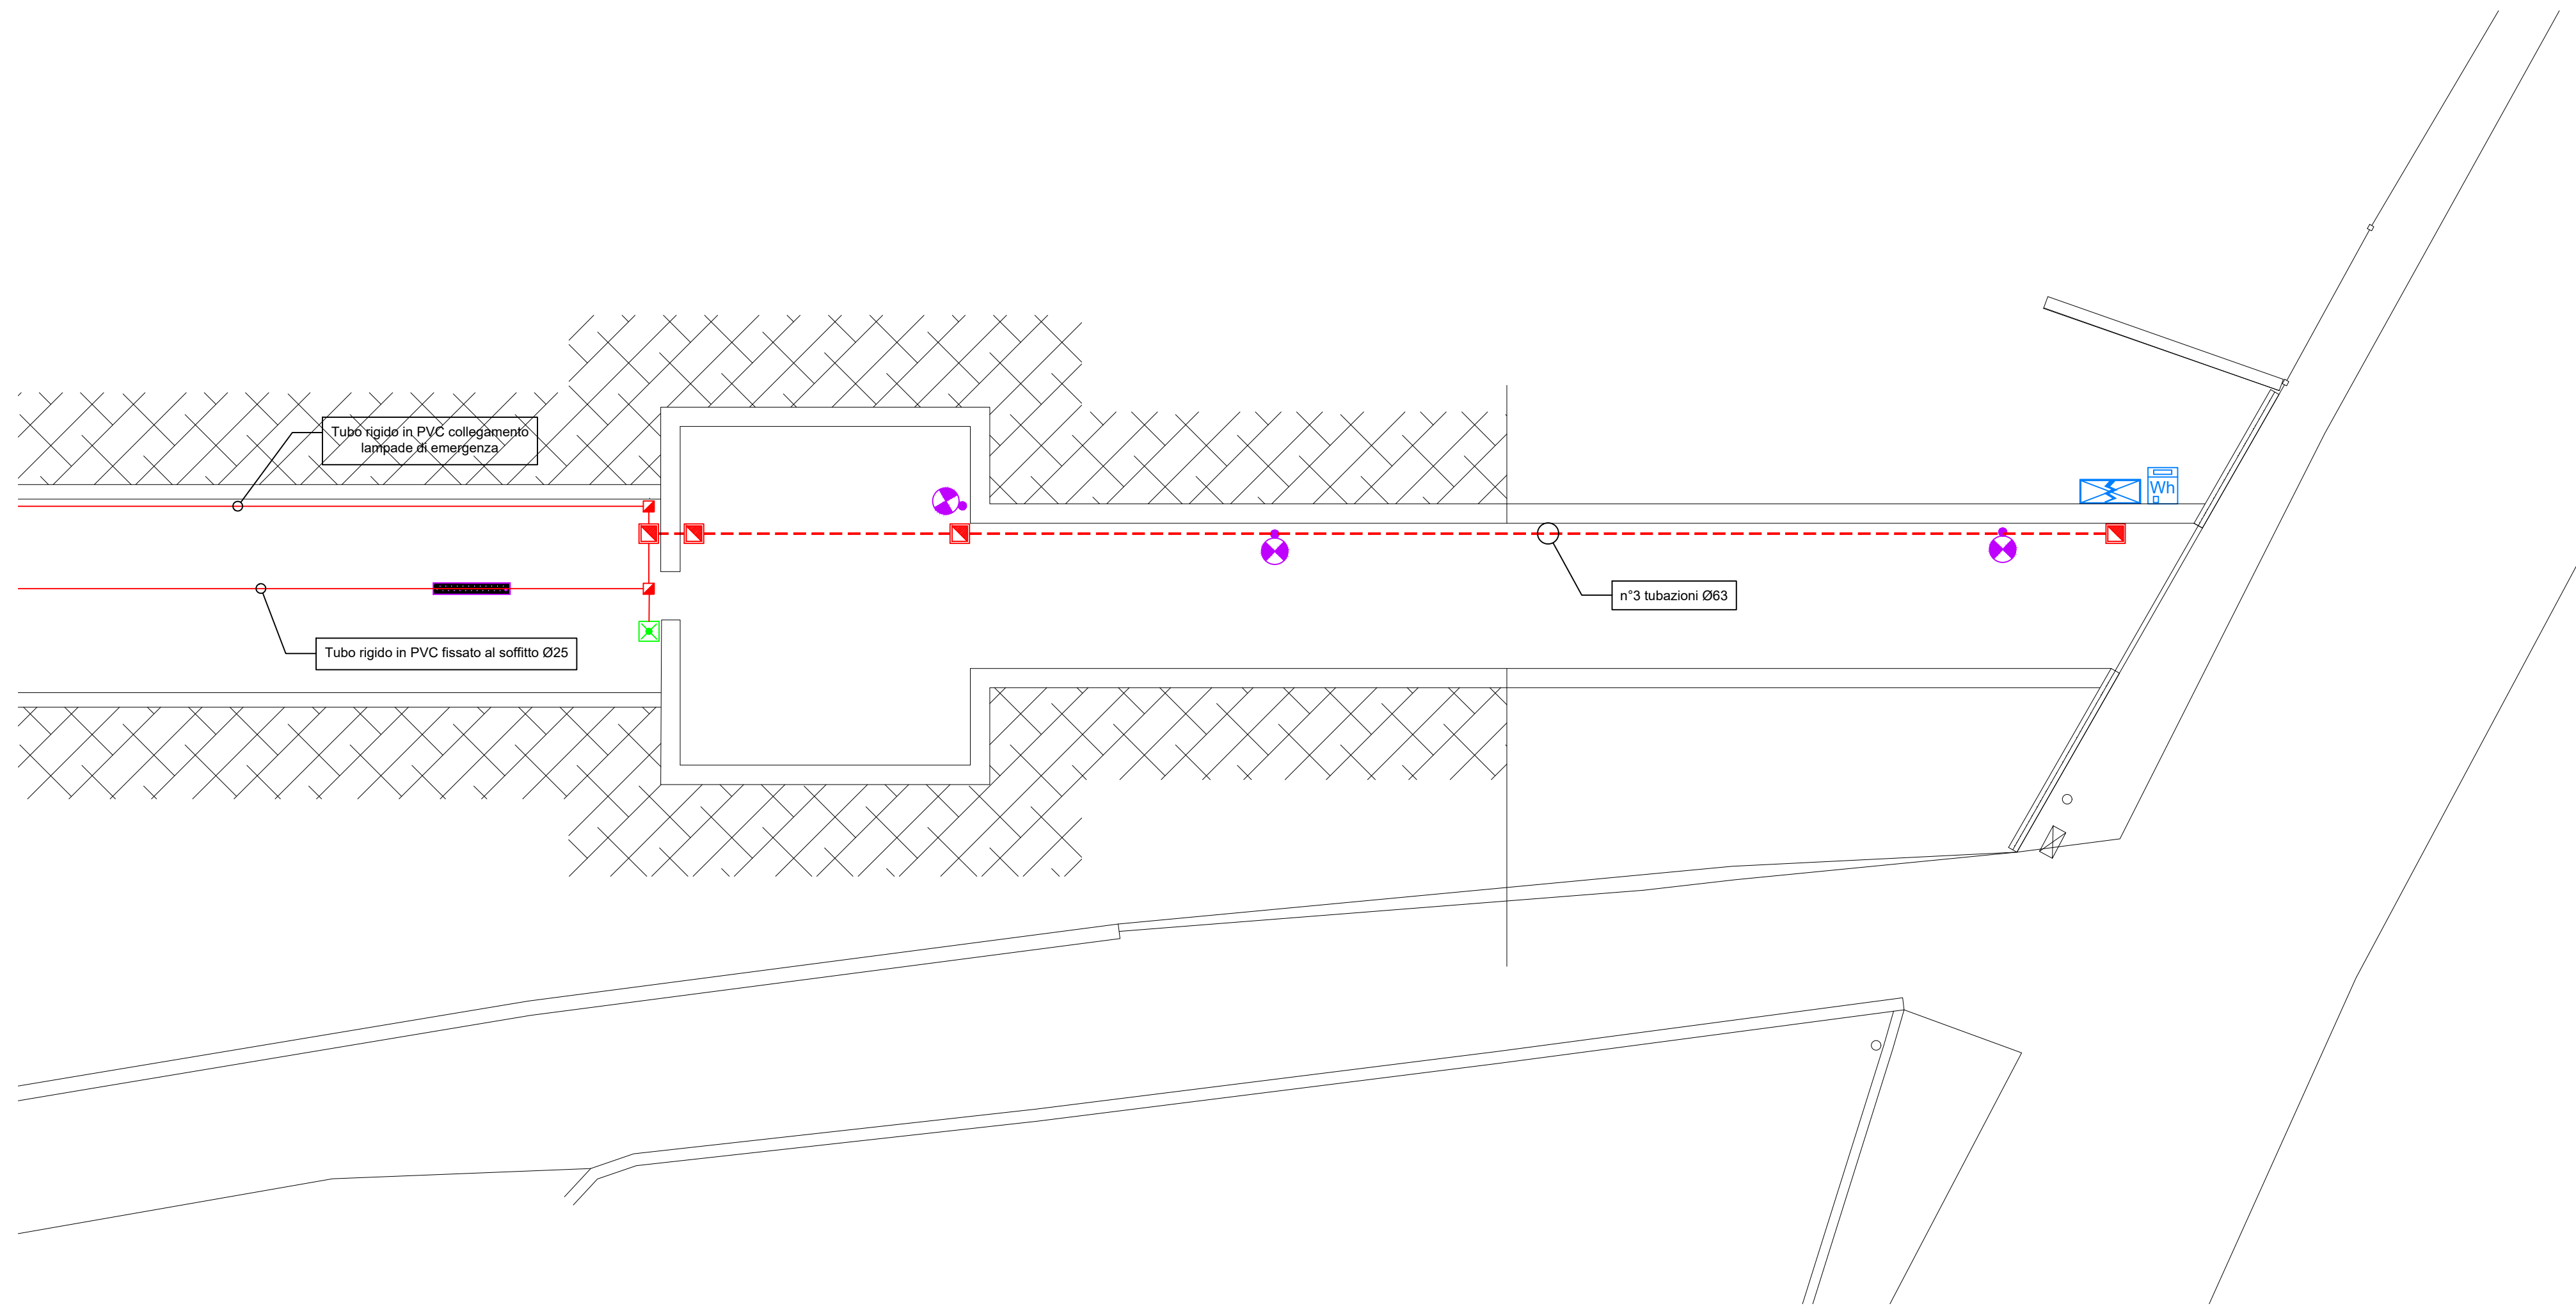 Tubo rigido in PVC collegamento
lampade di emergenza
Wh
n°3 tubazioni Ø63
Tubo rigido in PVC fissato al soffitto Ø25